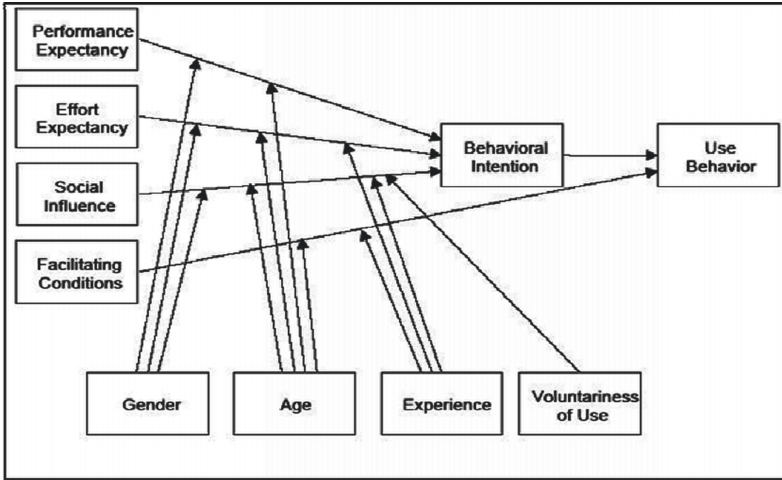 Performance
Expectancy
Effort
Expectancy
Social
Influence
Facilitating
Conditions
Behavioral
Intention
Use
Behavior
Gender
Age
Experience
Voluntariness
of Use